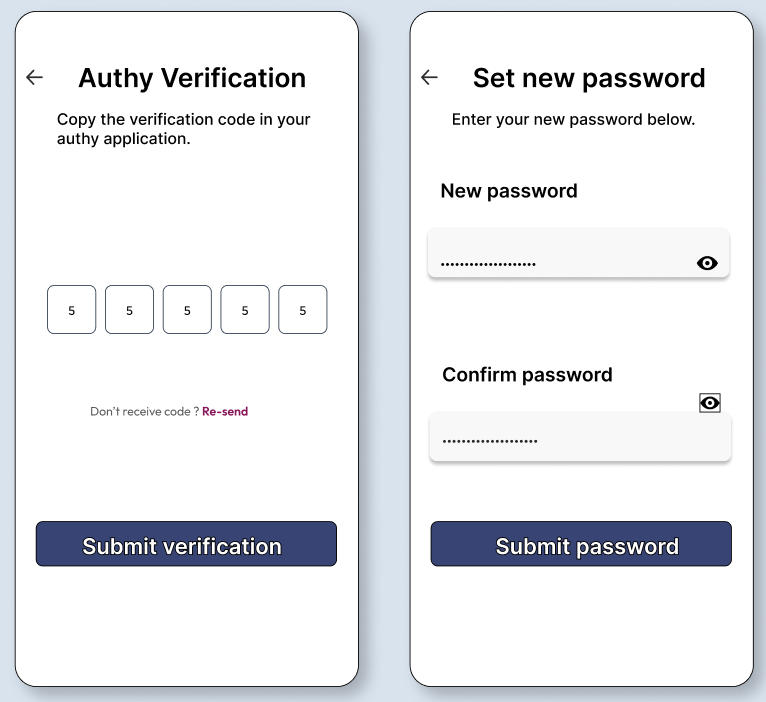 Authy Verification
Copy the verification code in your
authy application.
5 5 5 5 5
Don't receive code ? Re-send
Submit verification
Set new password
Enter your new password below.
New password
....................
Confirm password
....................
Submit password